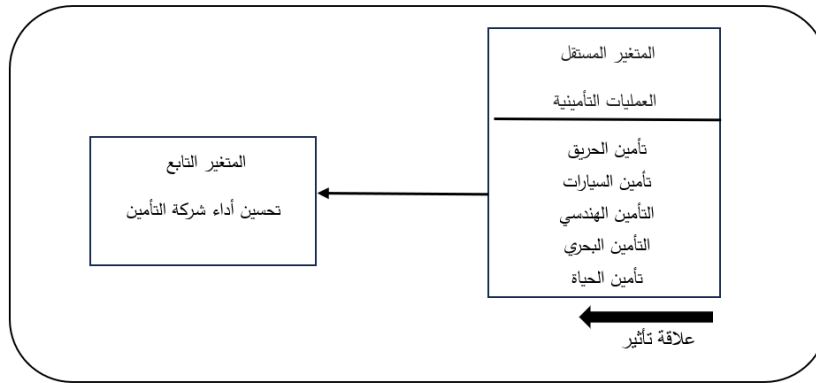 المتغير المستقل
العمليات التأمينية
تأمين الحريق
تأمين السيارات
التأمين الهندسي
التأمين البحري
تأمين الحياة
المتغير التابع
تحسين أداء شركة التأمين
علاقة تأثير